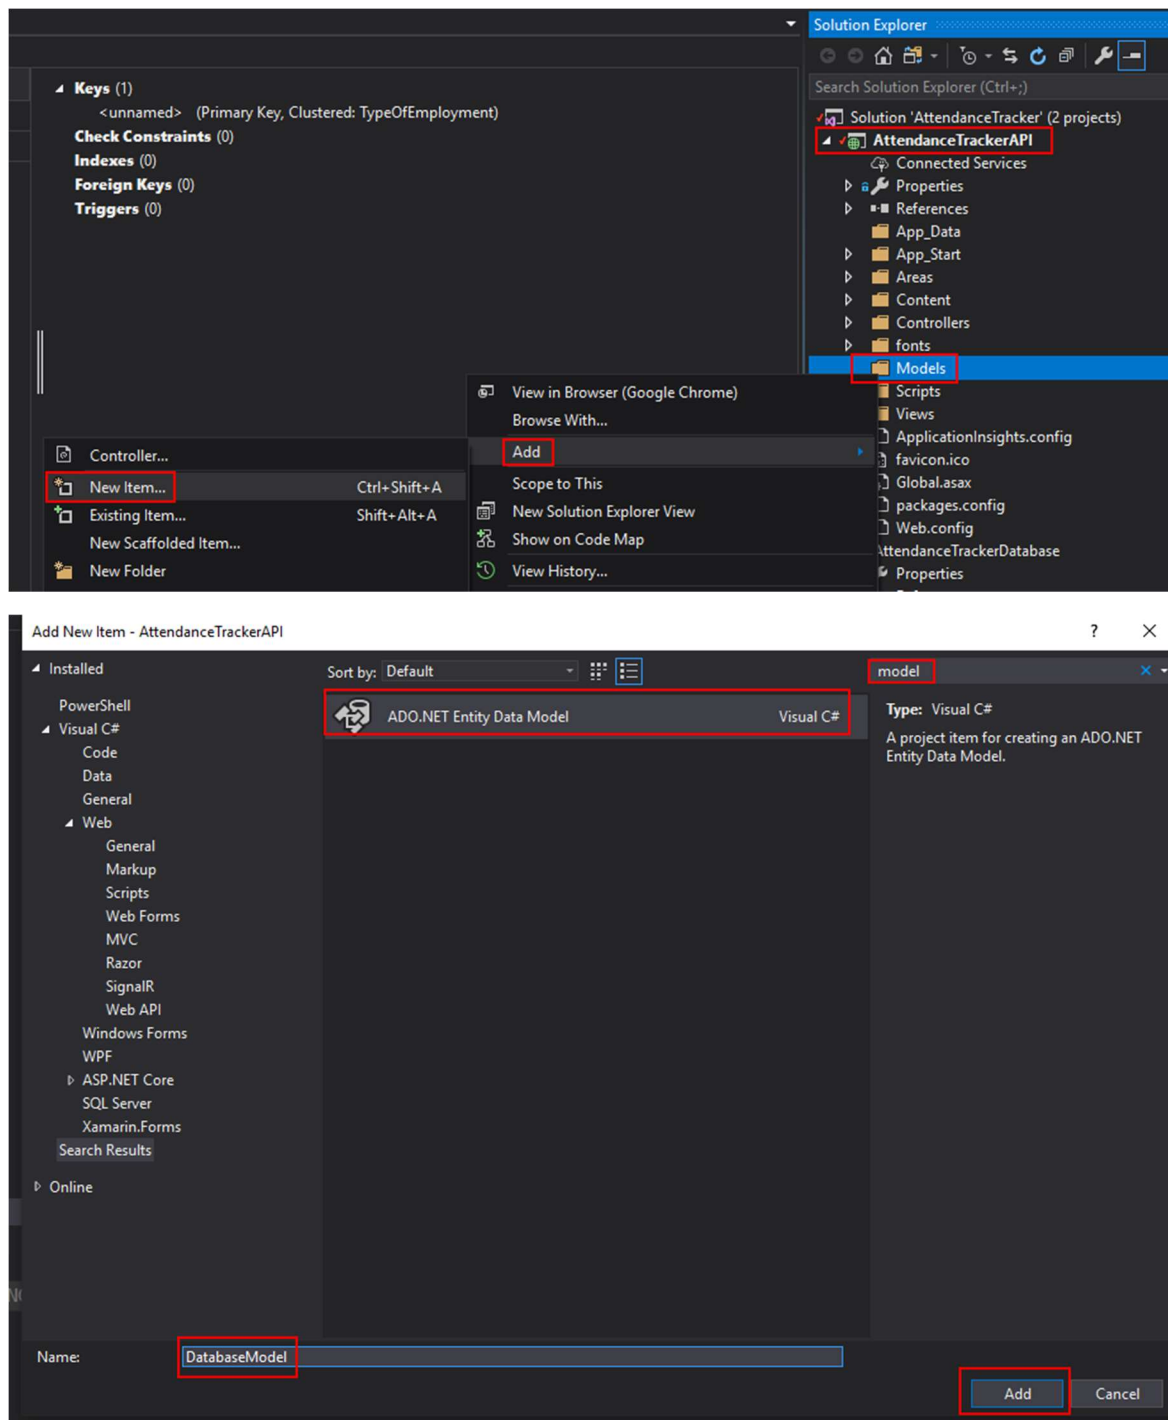 Solution Explorer
Search Solution Explorer (Ctrl+;)
Keys (1)
<unnamed> (Primary Key, Clustered: TypeOfEmployment)
Check Constraints (0)
Indexes (0)
Foreign Keys (0)
Triggers (0)
Solution 'AttendanceTracker' (2 projects)
AttendanceTrackerAPI
Connected Services
Properties
References
App_Data
App_Start
Areas
Content
Controllers
fonts
Models
Scripts
Views
ApplicationInsights.config
favicon.ico
Global.asax
packages.config
Web.config
AttendanceTrackerDatabase
Properties
View in Browser (Google Chrome)
Browse With...
Add
Scope to This
New Solution Explorer View
Show on Code Map
View History...
Controller...
New Item... Ctrl+Shift+A
Existing Item... Shift+Alt+A
New Scaffolded Item...
New Folder
Add New Item - AttendanceTrackerAPI
?
Installed
Sort by: Default
model
PowerShell
Visual C#
Code
Data
General
Web
General
Markup
Scripts
Web Forms
MVC
Razor
SignalR
Web API
Windows Forms
WPF
ASP.NET Core
SQL Server
Xamarin.Forms
Search Results
Online
ADO.NET Entity Data Model Visual C#
Type: Visual C#
A project item for creating an ADO.NET
Entity Data Model.
Name: DatabaseModel
Add Cancel